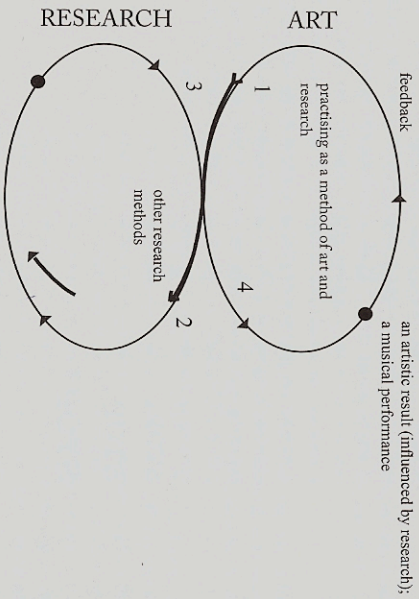 RESEARCH
ART
feedback
an artistic result (influenced by research);
a musical performance
practising as a method of art and
research
1
3
4
2
other research
methods